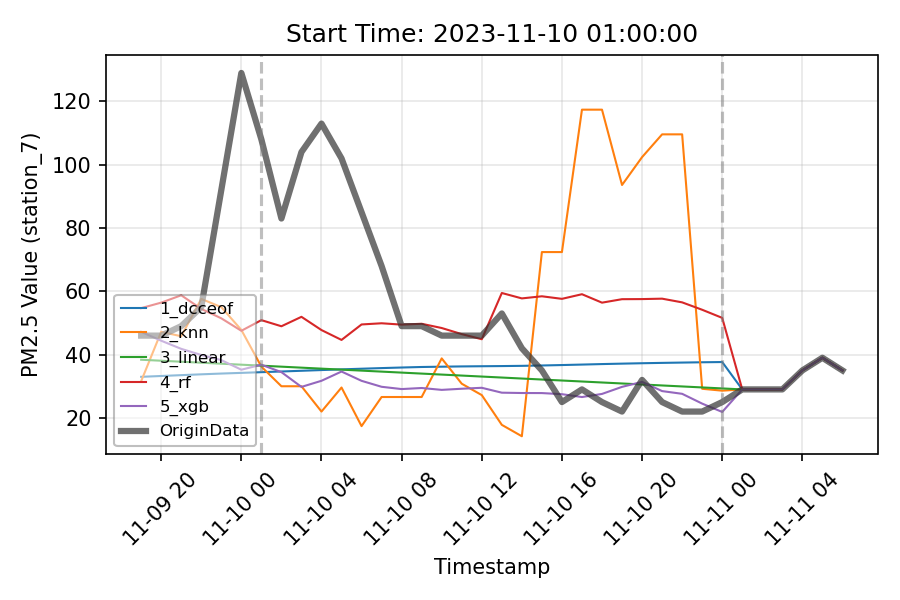 Start Time: 2023-11-10 01:00:00
PM2.5 Value (station_7)
120
100
80
60
40
20
1_dcceof
2_knn
3_linear
4_rf
5_xgb
OriginData
11-09 20
11-10 00
11-10 04
11-10 08
11-10 12
11-10 16
11-10 20
11-11 00
11-11 04
Timestamp